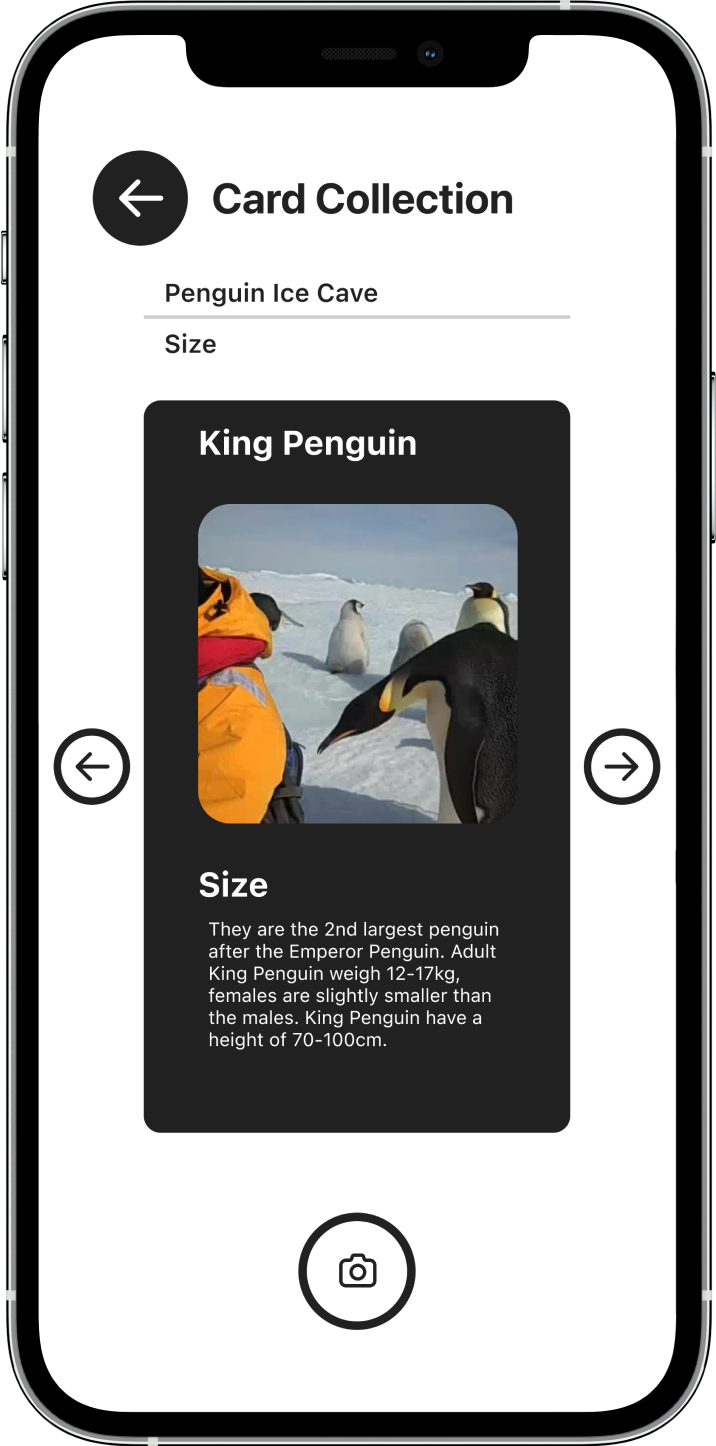 Card Collection
Penguin Ice Cave
Size
King Penguin
Size
They are the 2nd largest penguin
after the Emperor Penguin. Adult
King Penguin weigh 12-17kg,
females are slightly smaller than
the males. King Penguin have a
height of 70-100cm.